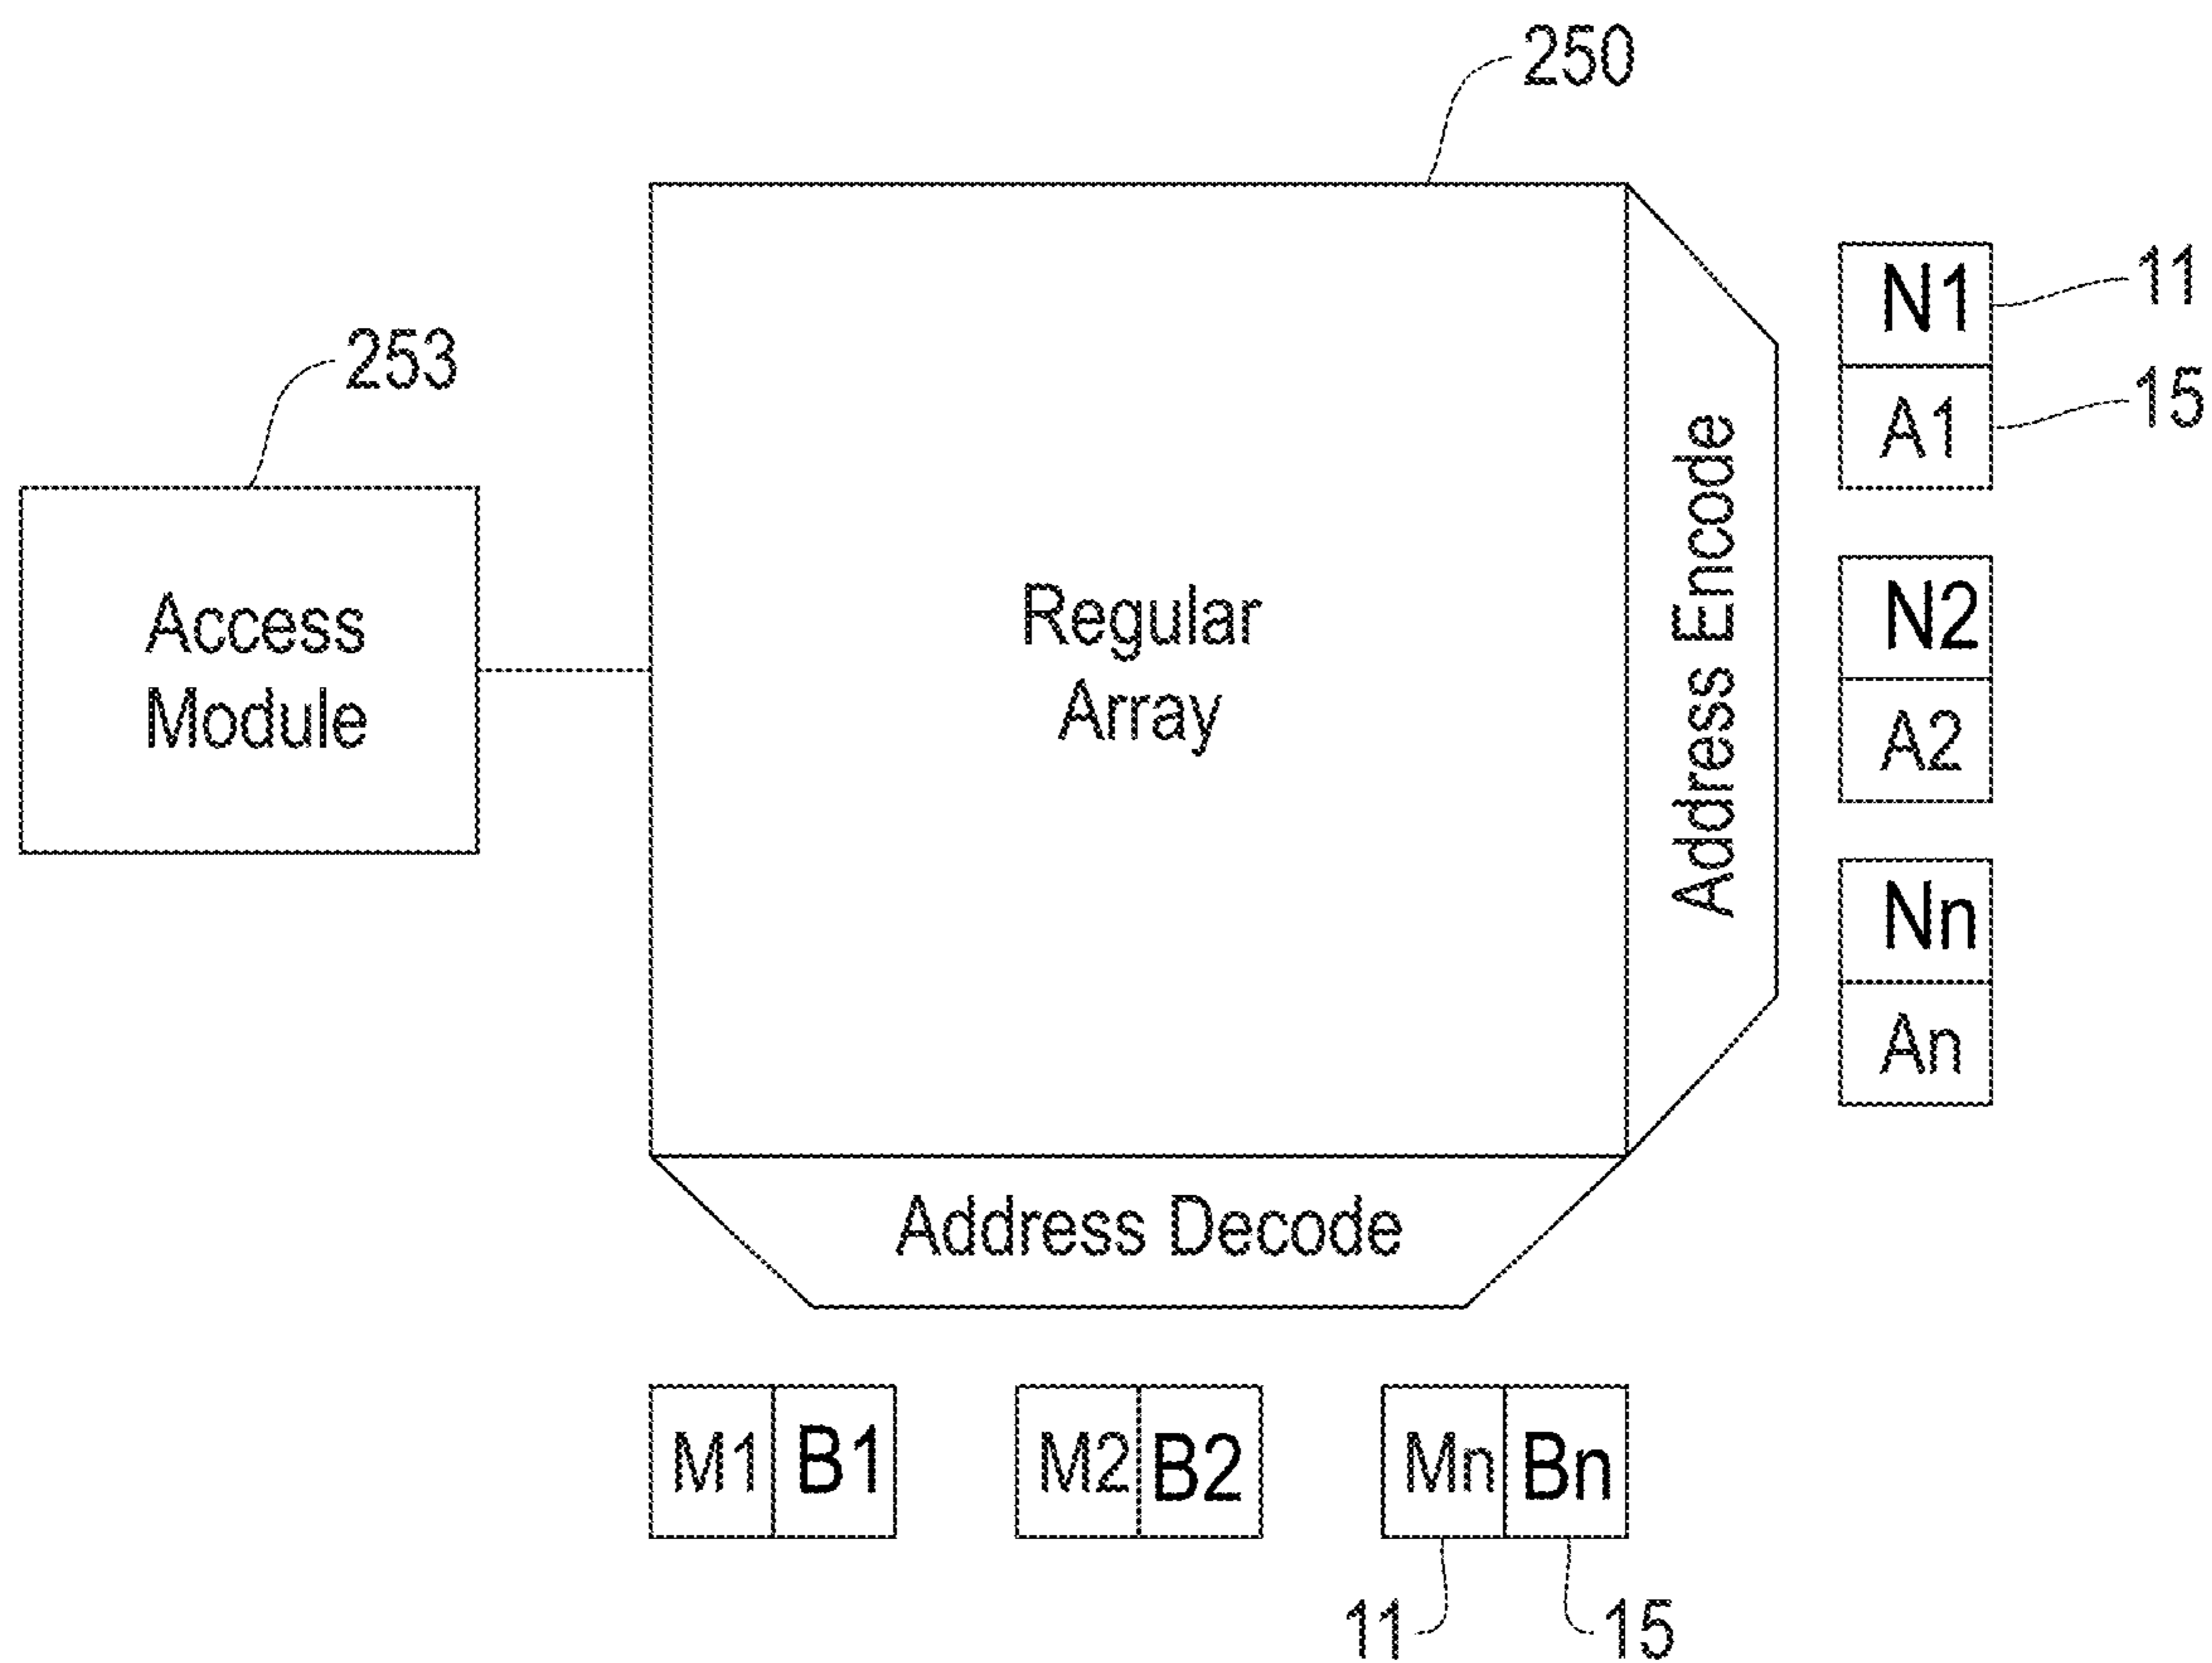 250
N1
11
253
A1
15
Access
Module
Regular
Array
Address Encode
N2
A2
Nn
An
Address Decode
M1 B1 M2 B2 Mn Bn
11 15